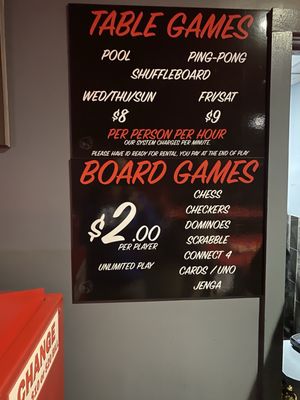 TABLE GAMES
POOL PING-PONG
SHUFFLEBOARD
WED/THU/SUN FRI/SAT
$8 $9
PER PERSON PER HOUR
OUR SYSTEM CHARGES PER MINUTE.
PLEASE HAVE ID READY FOR RENTAL, YOU PAY AT THE END OF PLAY
BOARD GAMES
$2.00
PER PLAYER
UNLIMITED PLAY
CHESS
CHECKERS
DOMINOES
SCRABBLE
CONNECT 4
CARDS / UNO
JENGA
CHANGE